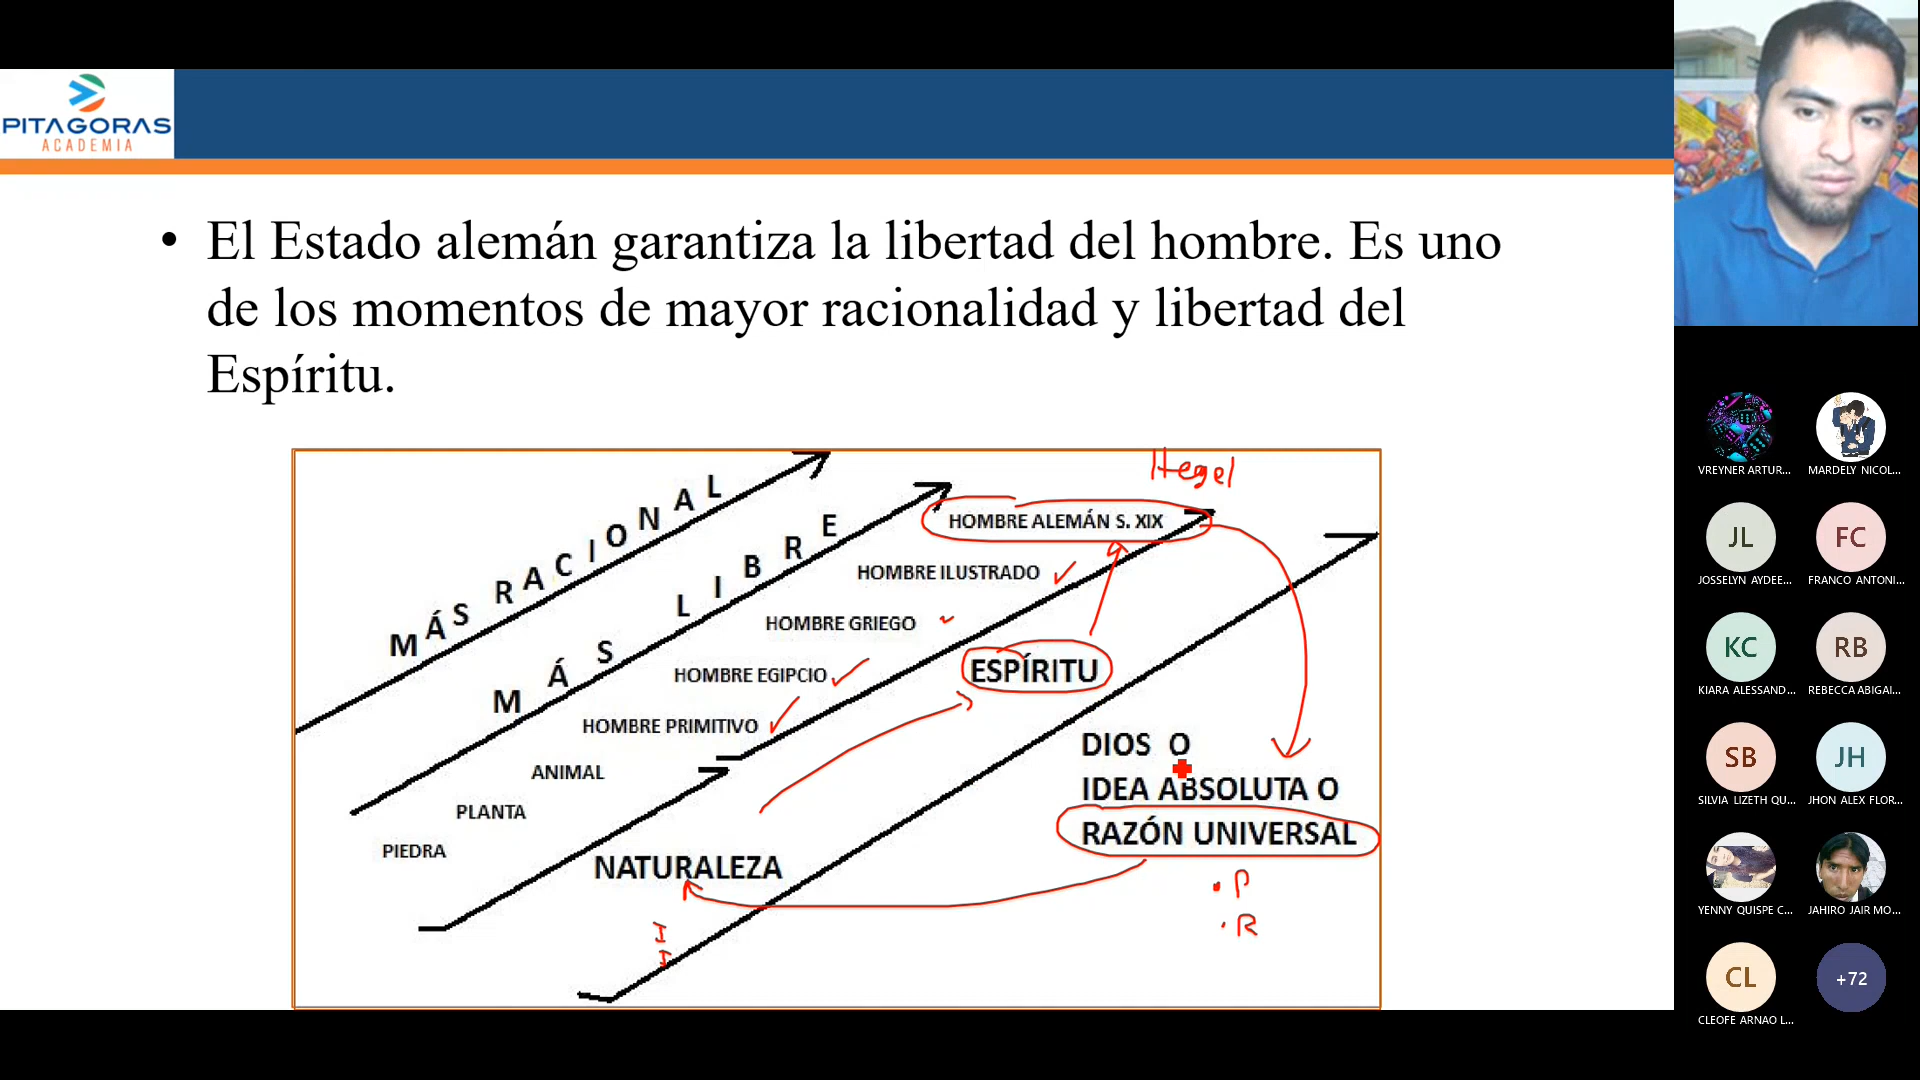 PITAGORAS
ACADEMIA
• El Estado alemán garantiza la libertad del hombre. Es uno
de los momentos de mayor racionalidad y libertad del
Espíritu.
MÁS RACIONAL
MÁS LIBRE
Hegel
HOMBRE ALEMÁN S. XIX
HOMBRE ILUSTRADO
HOMBRE GRIEGO
HOMBRE EGIPCIO
HOMBRE PRIMITIVO
ANIMAL
PLANTA
PIEDRA
ESPÍRITU
NATURALEZA
I
I
DIOS O
IDEA ABSOLUTA O
RAZÓN UNIVERSAL
• P
• R
VREYNER ARTUR...
MARDELY NICOL...
JL
JOSSELYN AYDEE...
FC
FRANCO ANTONI...
KC
KIARA ALESSAND...
RB
REBECCA ABIGAI...
SB
SILVIA LIZETH QU...
JH
JHON ALEX FLOR...
YENNY QUISPE C...
JAHIRO JAIR MO...
CL
CLEOFE ARNAO L...
+72